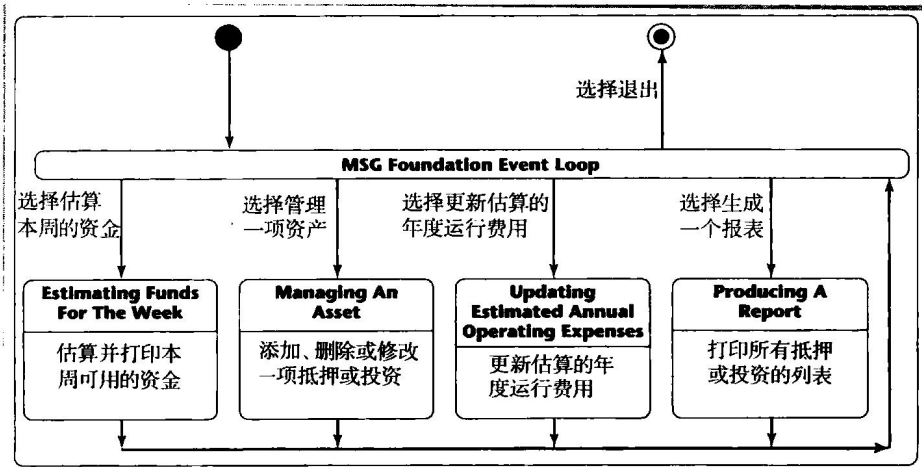 选择退出
MSG Foundation Event Loop
选择估算
本周的资金
选择管理
一项资产
选择更新估算的
年度运行费用
选择生成
一个报表
Estimating Funds
For The Week
估算并打印本
周可用的资金
Managing An
Asset
添加、删除或修改
一项抵押或投资
Updating
Estimated Annual
Operating Expenses
更新估算的年
度运行费用
Producing A
Report
打印所有抵押
或投资的列表